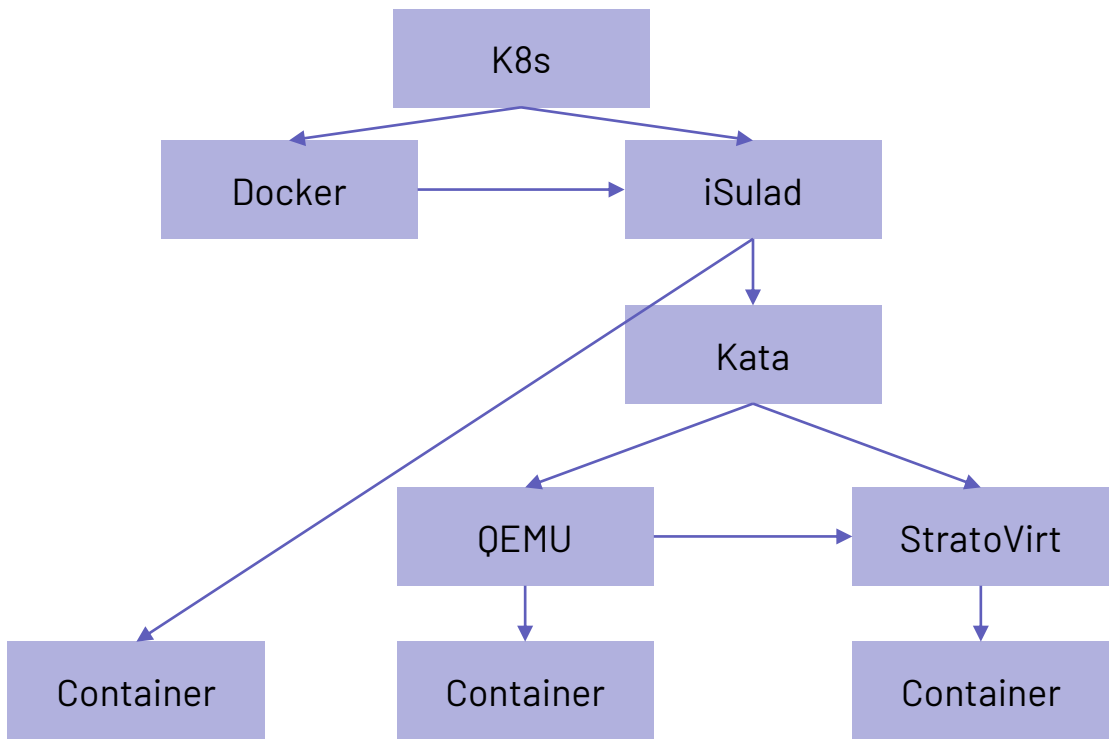 K8s
Docker
iSulad
Kata
QEMU
StratoVirt
Container
Container
Container